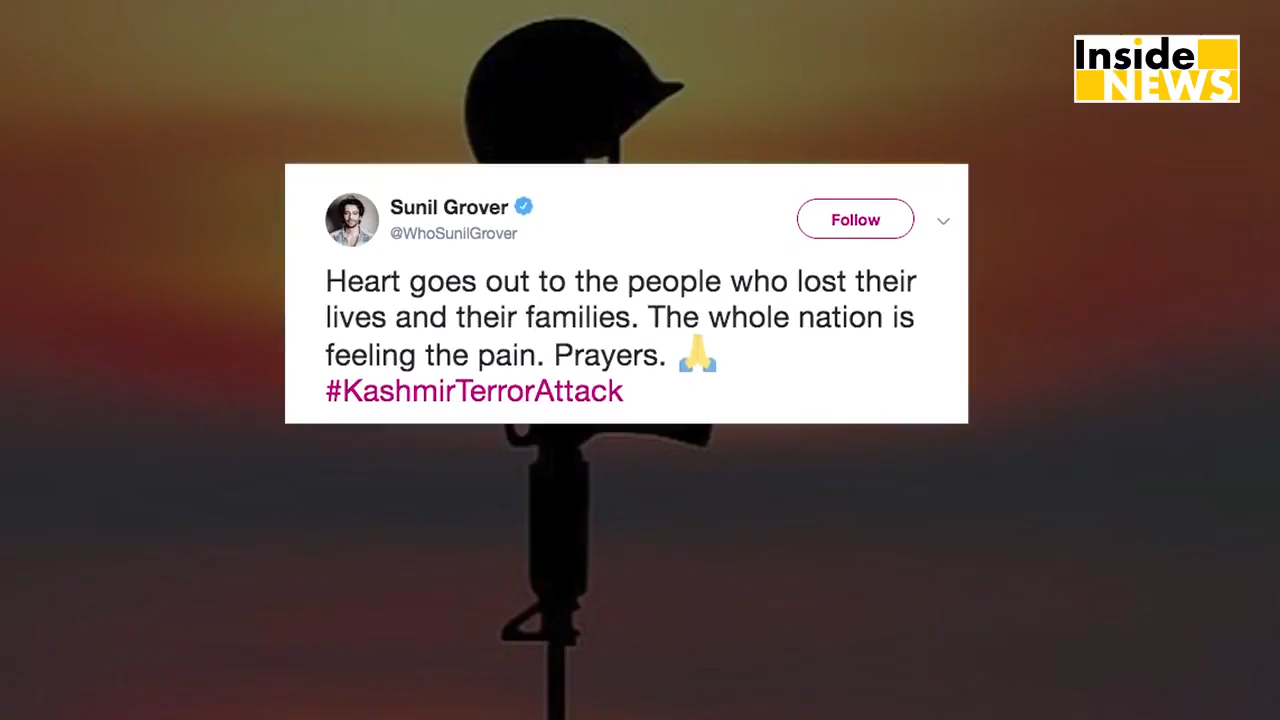 Inside
NEWS
Sunil Grover
@WhoSunilGrover
Follow
Heart goes out to the people who lost their
lives and their families. The whole nation is
feeling the pain. Prayers. 🙏
#KashmirTerrorAttack